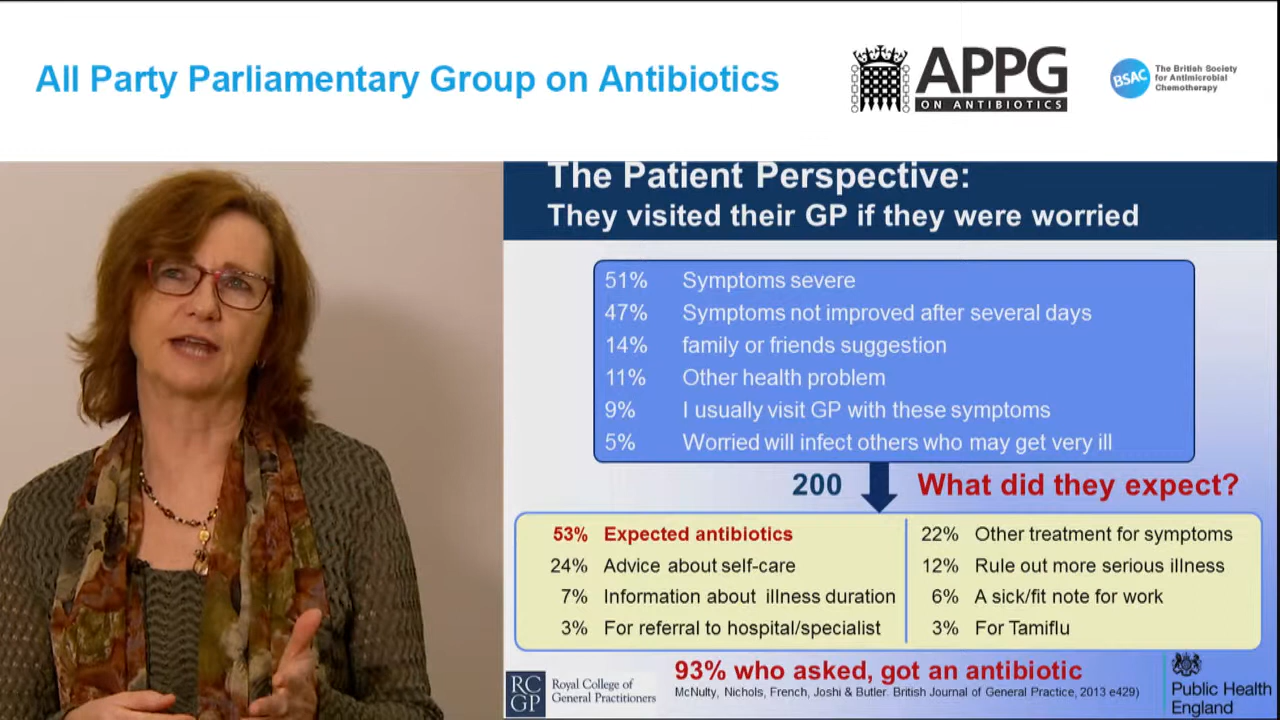 All Party Parliamentary Group on Antibiotics
APPG
ON ANTIBIOTICS
BSAC
The British Society
for Antimicrobial
Chemotherapy
The Patient Perspective:
They visited their GP if they were worried
51% Symptoms severe
47% Symptoms not improved after several days
14% family or friends suggestion
11% Other health problem
9% I usually visit GP with these symptoms
5% Worried will infect others who may get very ill
200 What did they expect?
53% Expected antibiotics
24% Advice about self-care
7% Information about illness duration
3% For referral to hospital/specialist
22% Other treatment for symptoms
12% Rule out more serious illness
6% A sick/fit note for work
3% For Tamiflu
93% who asked, got an antibiotic
McNulty, Nichols, French, Joshi & Butler. British Journal of General Practice, 2013 e429)
RC
GP
Royal College of
General Practitioners
Public Health
England